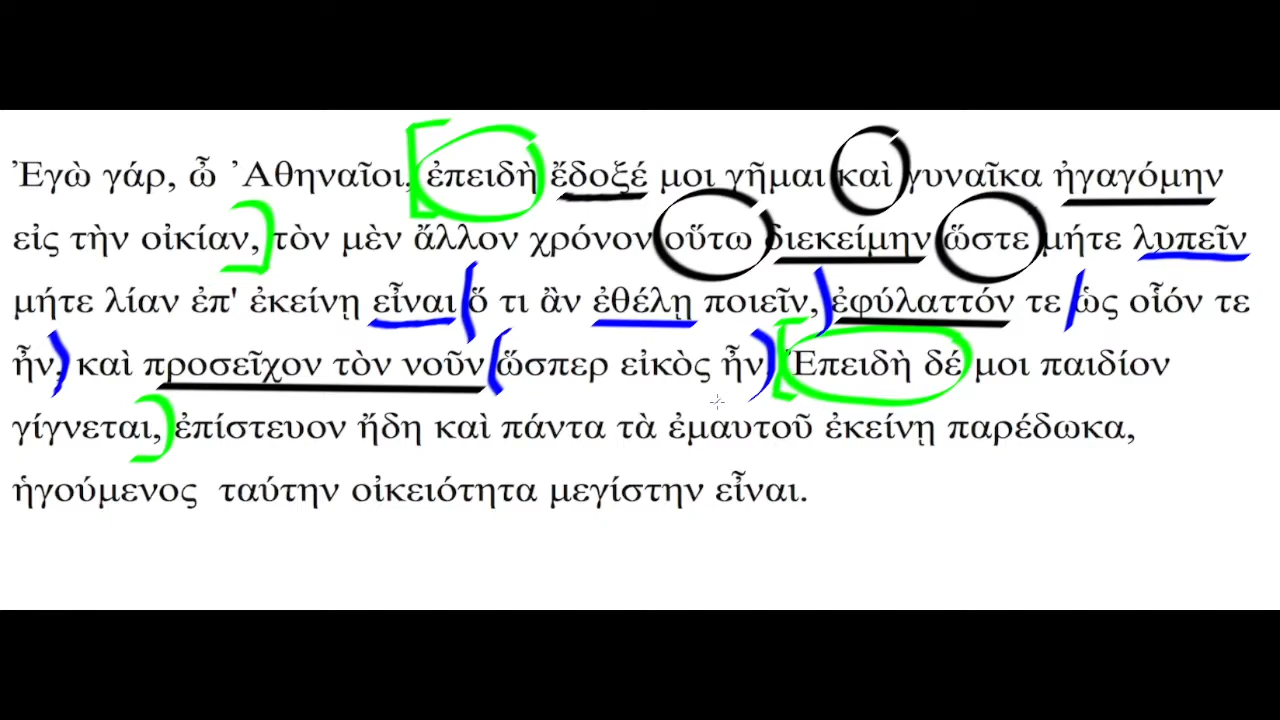 Ἐγὼ γάρ, ὦ Ἀθηναῖοι, ἐπειδὴ ἔδοξέ μοι γῆμαι καὶ γυναῖκα ἠγαγόμην
εἰς τὴν οἰκίαν, τὸν μὲν ἄλλον χρόνον οὕτω διεκείμην ὥστε μήτε λυπεῖν
μήτε λίαν ἐπ' ἐκείνῃ εἶναι ὅ τι ἂν ἐθέλῃ ποιεῖν, ἐφύλαττόν τε ὡς οἷόν τε
ἦν, καὶ προσεῖχον τὸν νοῦν ὥσπερ εἰκὸς ἦν. Ἐπειδὴ δέ μοι παιδίον
γίγνεται, ἐπίστευον ἤδη καὶ πάντα τὰ ἐμαυτοῦ ἐκείνῃ παρέδωκα,
ἡγούμενος ταύτην οἰκειότητα μεγίστην εἶναι.